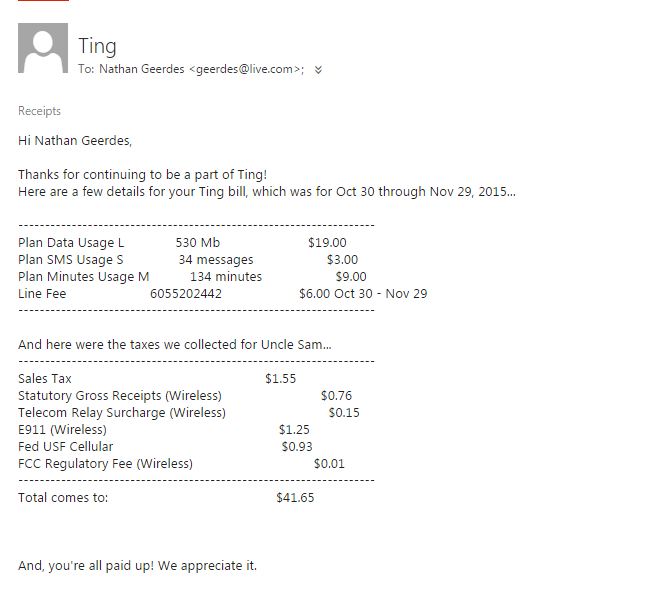 Ting
To: Nathan Geerdes <geerdes@live.com>;
Receipts
Hi Nathan Geerdes,
Thanks for continuing to be a part of Ting!
Here are a few details for your Ting bill, which was for Oct 30 through Nov 29, 2015...
------------------------------------------------------------------
Plan Data Usage L 530 Mb $19.00
Plan SMS Usage S 34 messages $3.00
Plan Minutes Usage M 134 minutes $9.00
Line Fee 6055202442 $6.00 Oct 30 - Nov 29
------------------------------------------------------------------
And here were the taxes we collected for Uncle Sam...
------------------------------------------------------------------
Sales Tax $1.55
Statutory Gross Receipts (Wireless) $0.76
Telecom Relay Surcharge (Wireless) $0.15
E911 (Wireless) $1.25
Fed USF Cellular $0.93
FCC Regulatory Fee (Wireless) $0.01
------------------------------------------------------------------
Total comes to: $41.65
And, you're all paid up! We appreciate it.